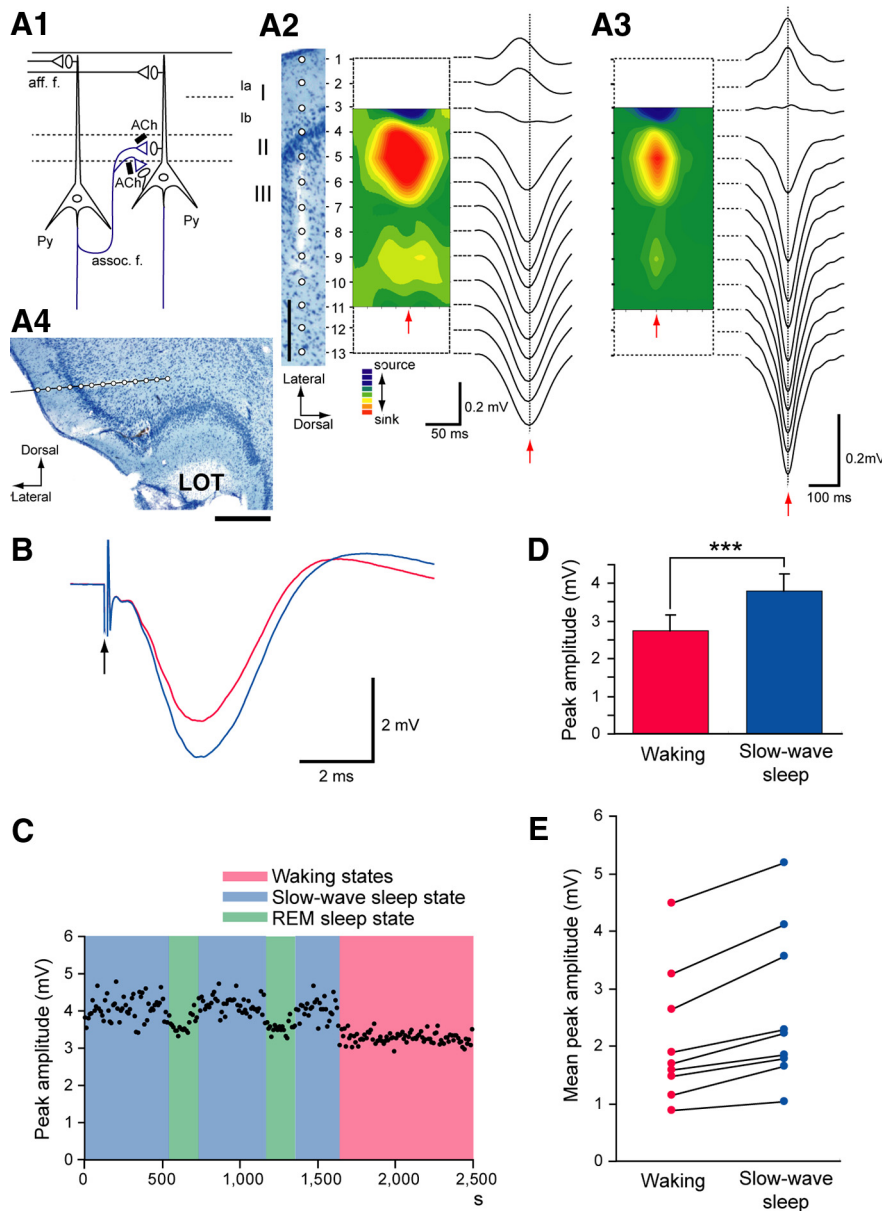 A1
aff. f.
Ia
I
Ib
ACh
II
ACh
III
Py
Py
assoc. f.
A2
1
2
3
4
5
6
7
8
9
10
11
12
13
Lateral
Dorsal
source
sink
0.2 mV
50 ms
A3
0.2mV
100 ms
A4
Dorsal
Lateral
LOT
B
2 mV
2 ms
D
***
Peak amplitude (mV)
4
3
2
1
0
Waking
Slow-wave
sleep
C
Waking states
Slow-wave sleep state
REM sleep state
Peak amplitude (mV)
6
5
4
3
2
1
0
0
500
1,000
1,500
2,000
2,500
s
E
Mean peak amplitude (mV)
6
5
4
3
2
1
0
Waking
Slow-wave
sleep